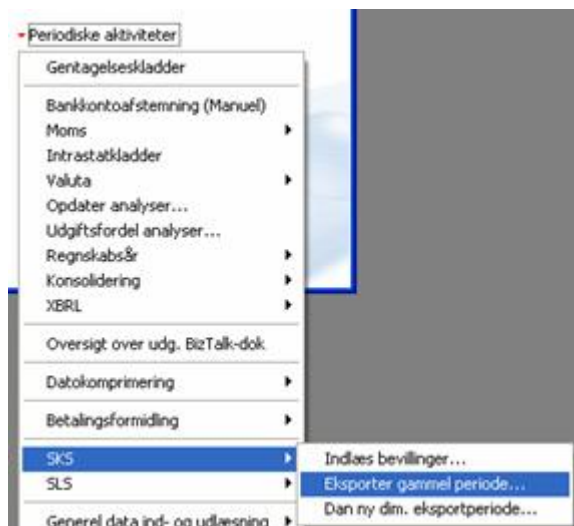 Periodiske aktiviteter
Gentagelseskladder
Bankkontoafstemning (Manuel)
Moms
Intrastatkladder
Valuta
Opdater analyser...
Udgiftsfordel analyser...
Regnskabsår
Konsolidering
XBRL
Oversigt over udg. BizTalk-dok
Datokomprimering
Betalingsformidling
SKS
Indlæs bevillinger...
SLS
Eksporter gammel periode...
Generel data ind- og udlæsning
Dan ny dim. eksportperiode...